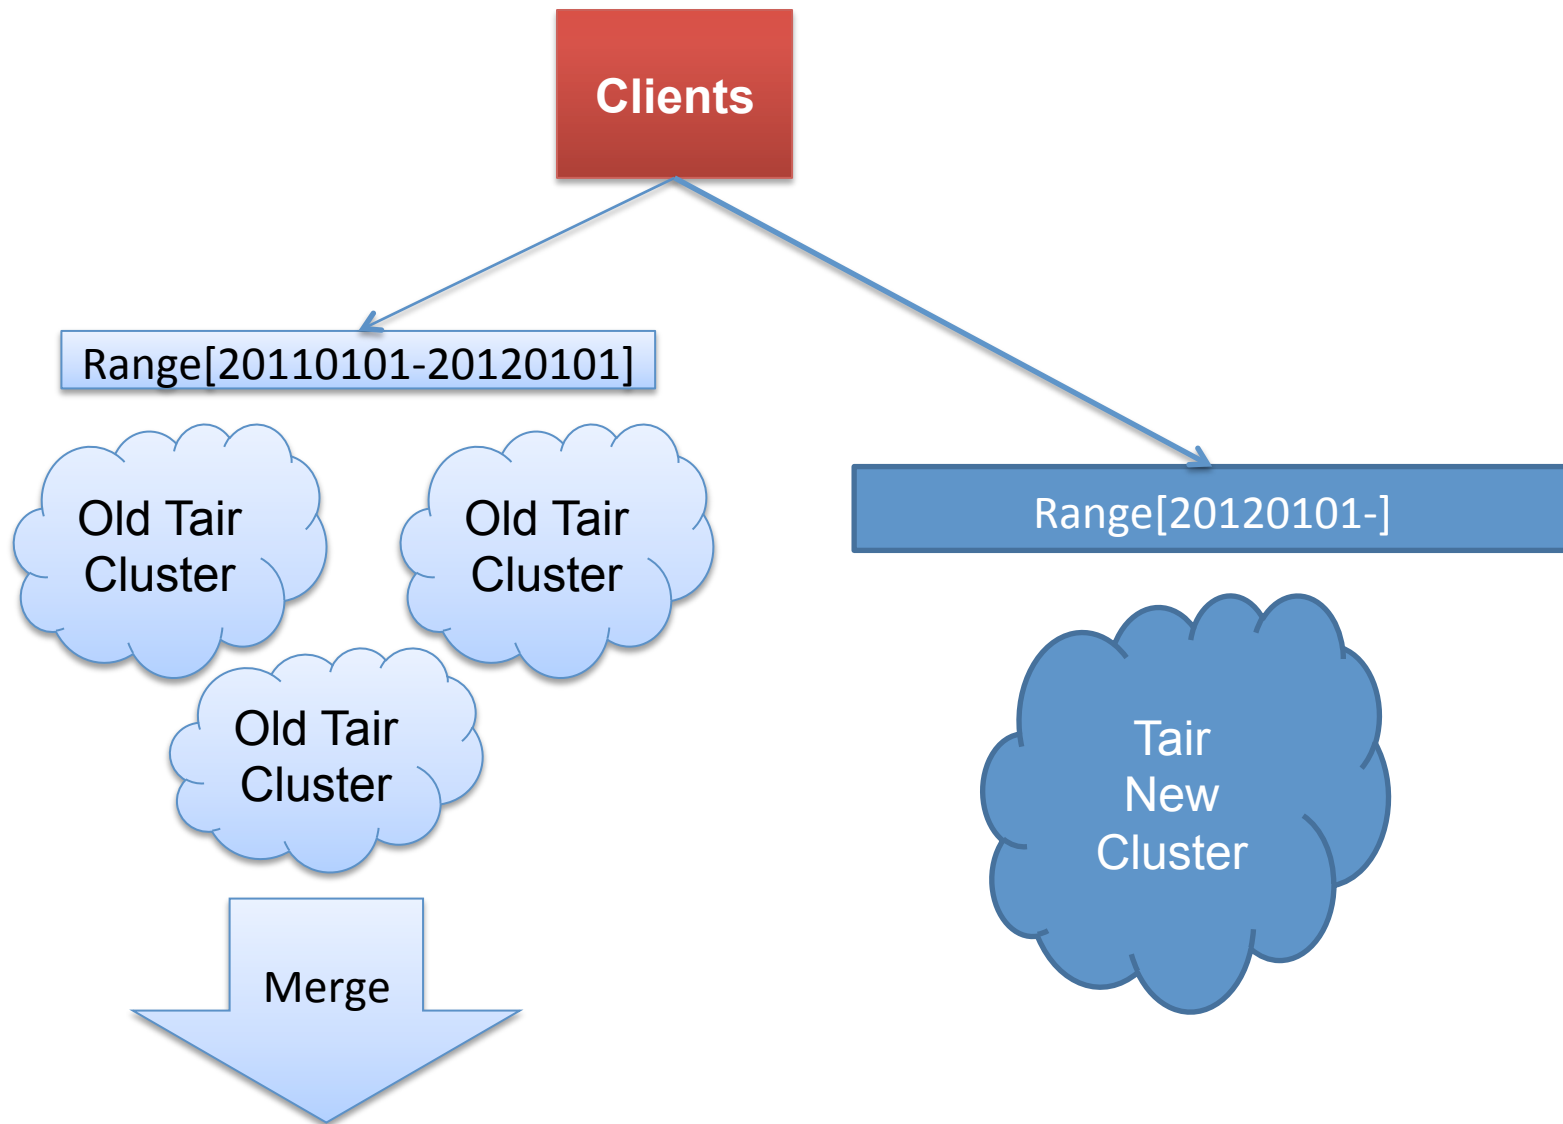 Clients
Range[20110101-20120101]
Old Tair
Cluster
Old Tair
Cluster
Old Tair
Cluster
Merge
Range[20120101-]
Tair
New
Cluster